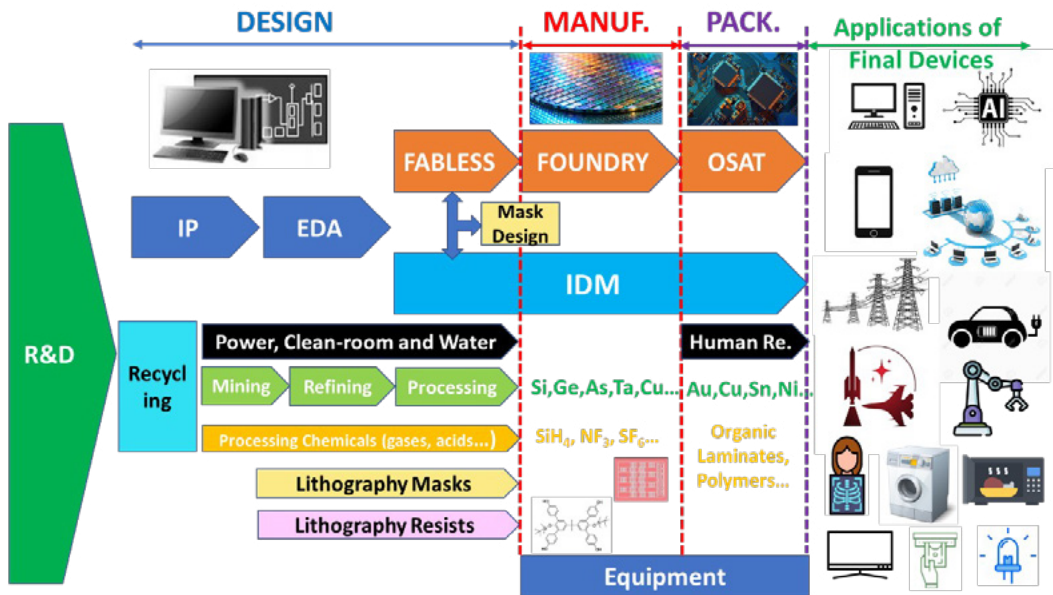 DESIGN
MANUF.
PACK.
Applications of
Final Devices
AI
FABLESS
FOUNDRY
OSAT
IP
EDA
Mask
Design
IDM
R&D
Recycl
ing
Power, Clean-room and Water
Human Re.
Mining
Refining
Processing
Si,Ge,As,Ta,Cu...
Au,Cu,Sn,Ni...
Processing Chemicals (gases, acids...)
SiH₄, NF₃, SF₆...
Organic
Laminates,
Polymers...
Lithography Masks
Lithography Resists
Equipment